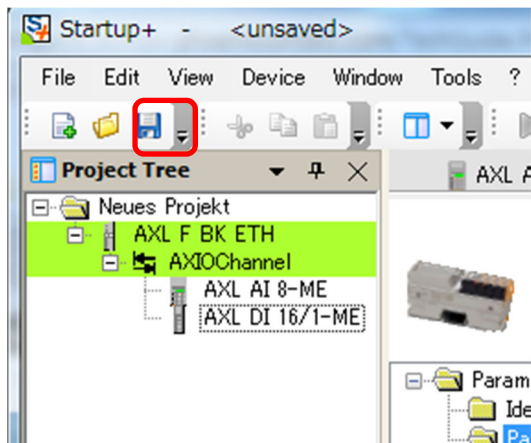 Startup+ - <unsaved>
File Edit View Device Window Tools ?
Project Tree
AXL A
Neues Projekt
AXL F BK ETH
AXIOChannel
AXL AI 8-ME
AXL DI 16/1-ME
Param
Ide
Pa